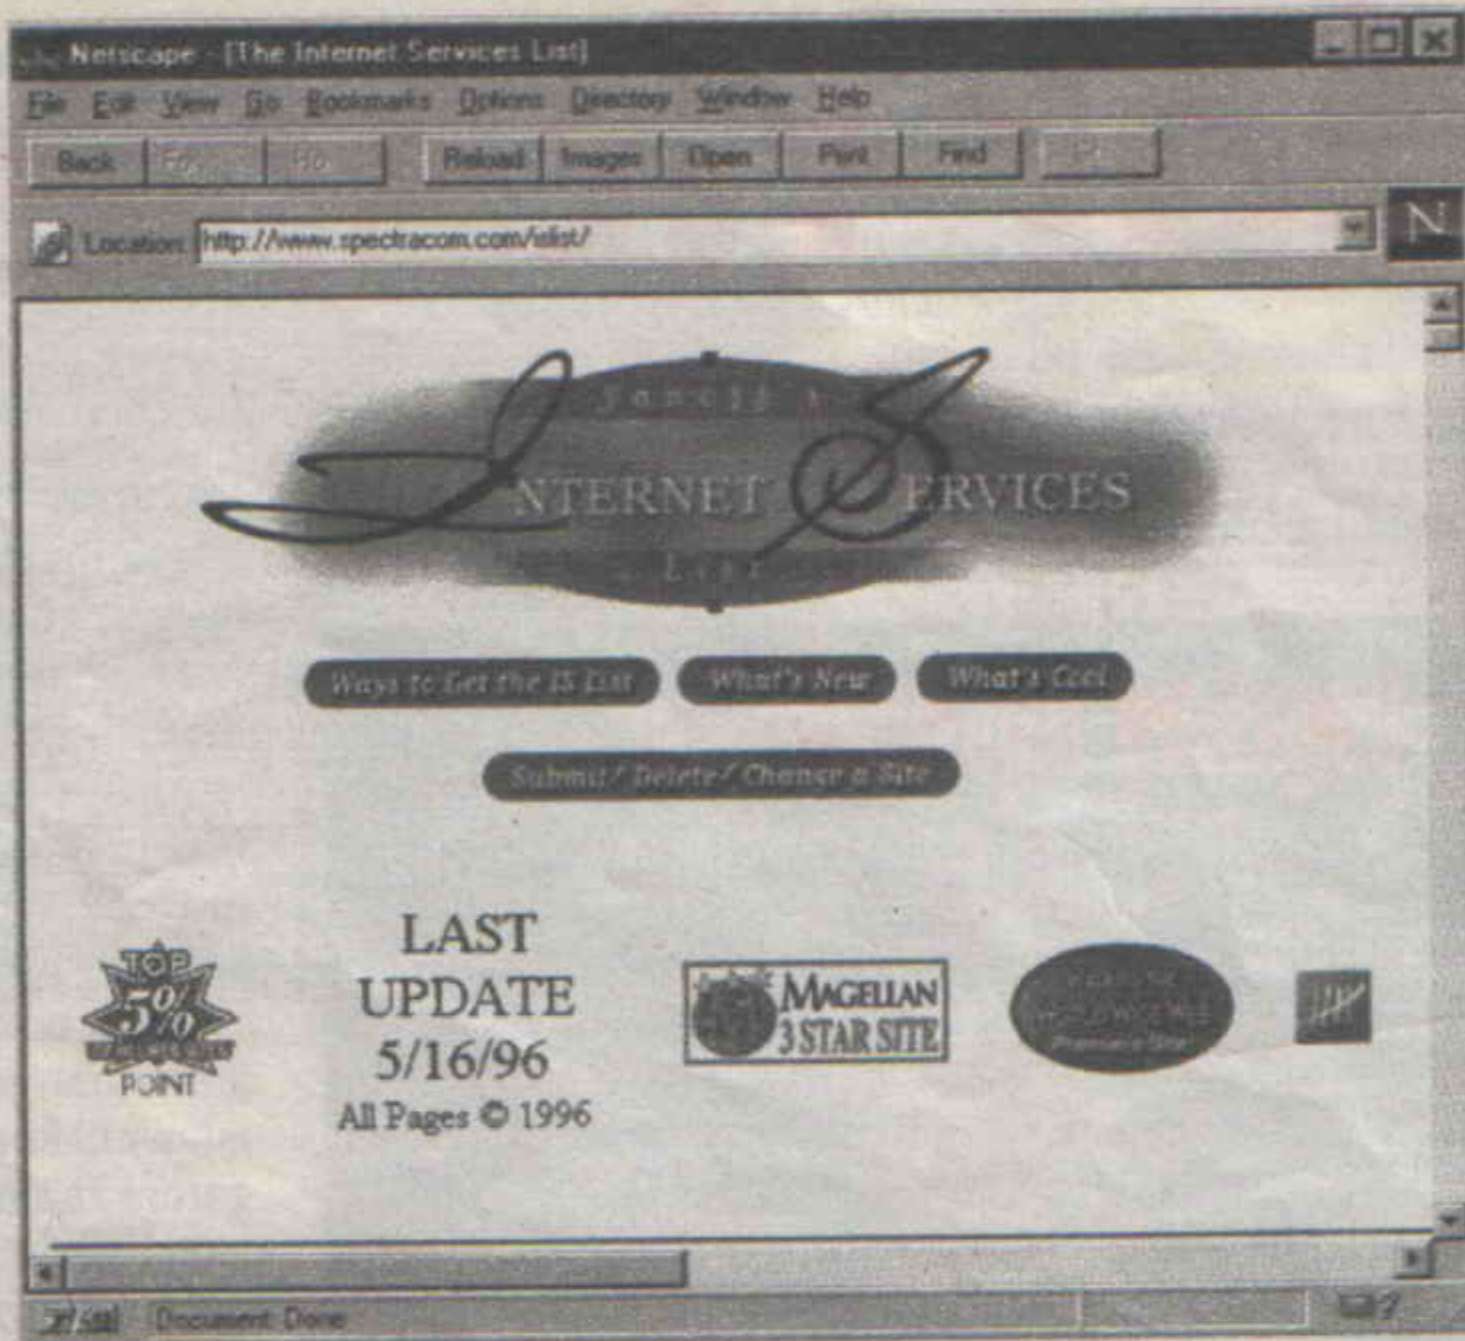 Netscape - [The Internet Services List]
File Edit View Go Bookmarks Options Directory Window Help
Back Reload Images Open Print Find
Location: http://www.spectracom.com/islist/
N
INTERNET SERVICES
List
Ways to Get the IS List What's New What's Cool
Submit/Delete/Change a Site
TOP
5%
POINT
LAST
UPDATE
5/16/96
All Pages © 1996
MAGELLAN
3 STAR SITE
Document: Done